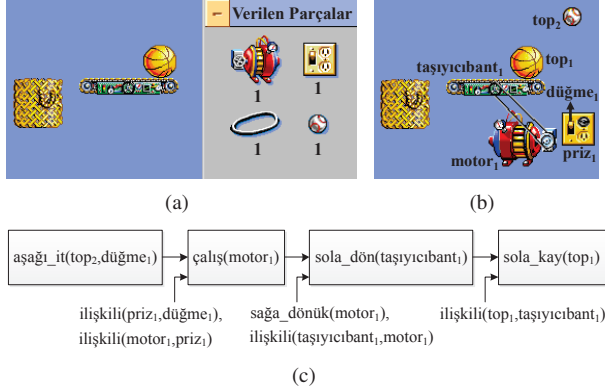 Verilen Parçalar
1
1
1
1
(a)
top2
top1
taşıyıcıbant1
düğme1
motor1
priz1
(b)
aşağı_it(top2,düğme1)
çalış(motor1)
sola_dön(taşıyıcıbant1)
sola_kay(top1)
ilişkili(priz1,düğme1),
ilişkili(motor1,priz1)
sağa_dönük(motor1),
ilişkili(taşıyıcıbant1,motor1)
ilişkili(top1,taşıyıcıbant1)
(c)